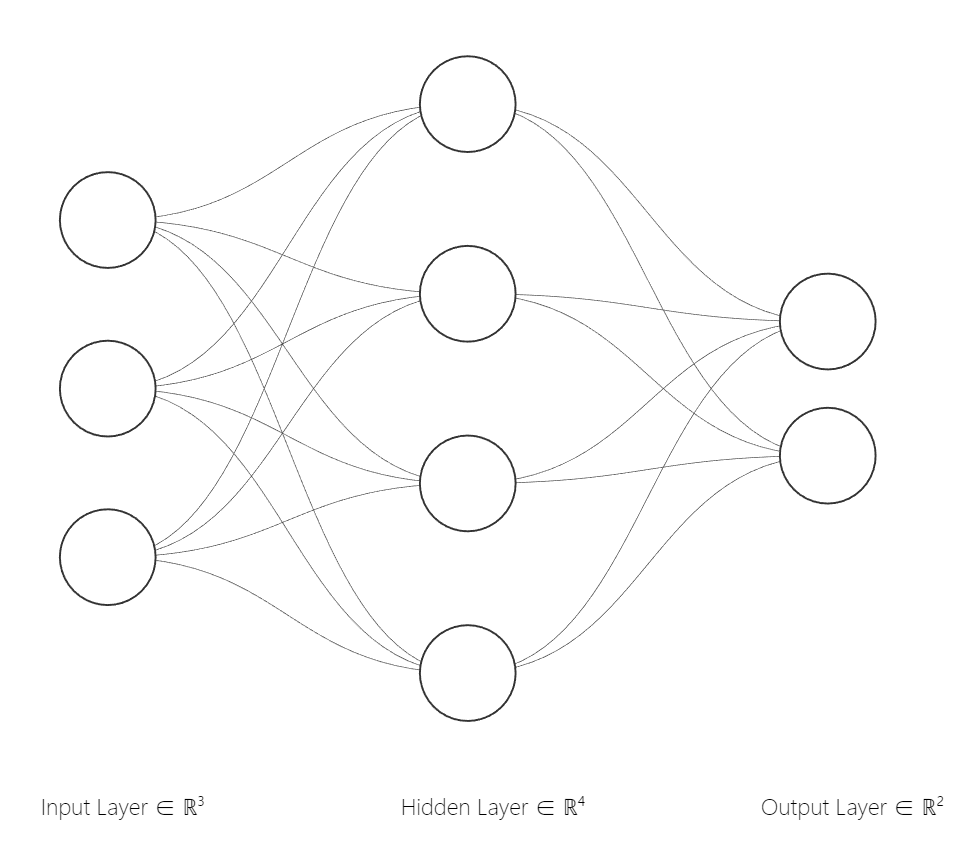 Input Layer ∈ ℝ³
Hidden Layer ∈ ℝ⁴
Output Layer ∈ ℝ²